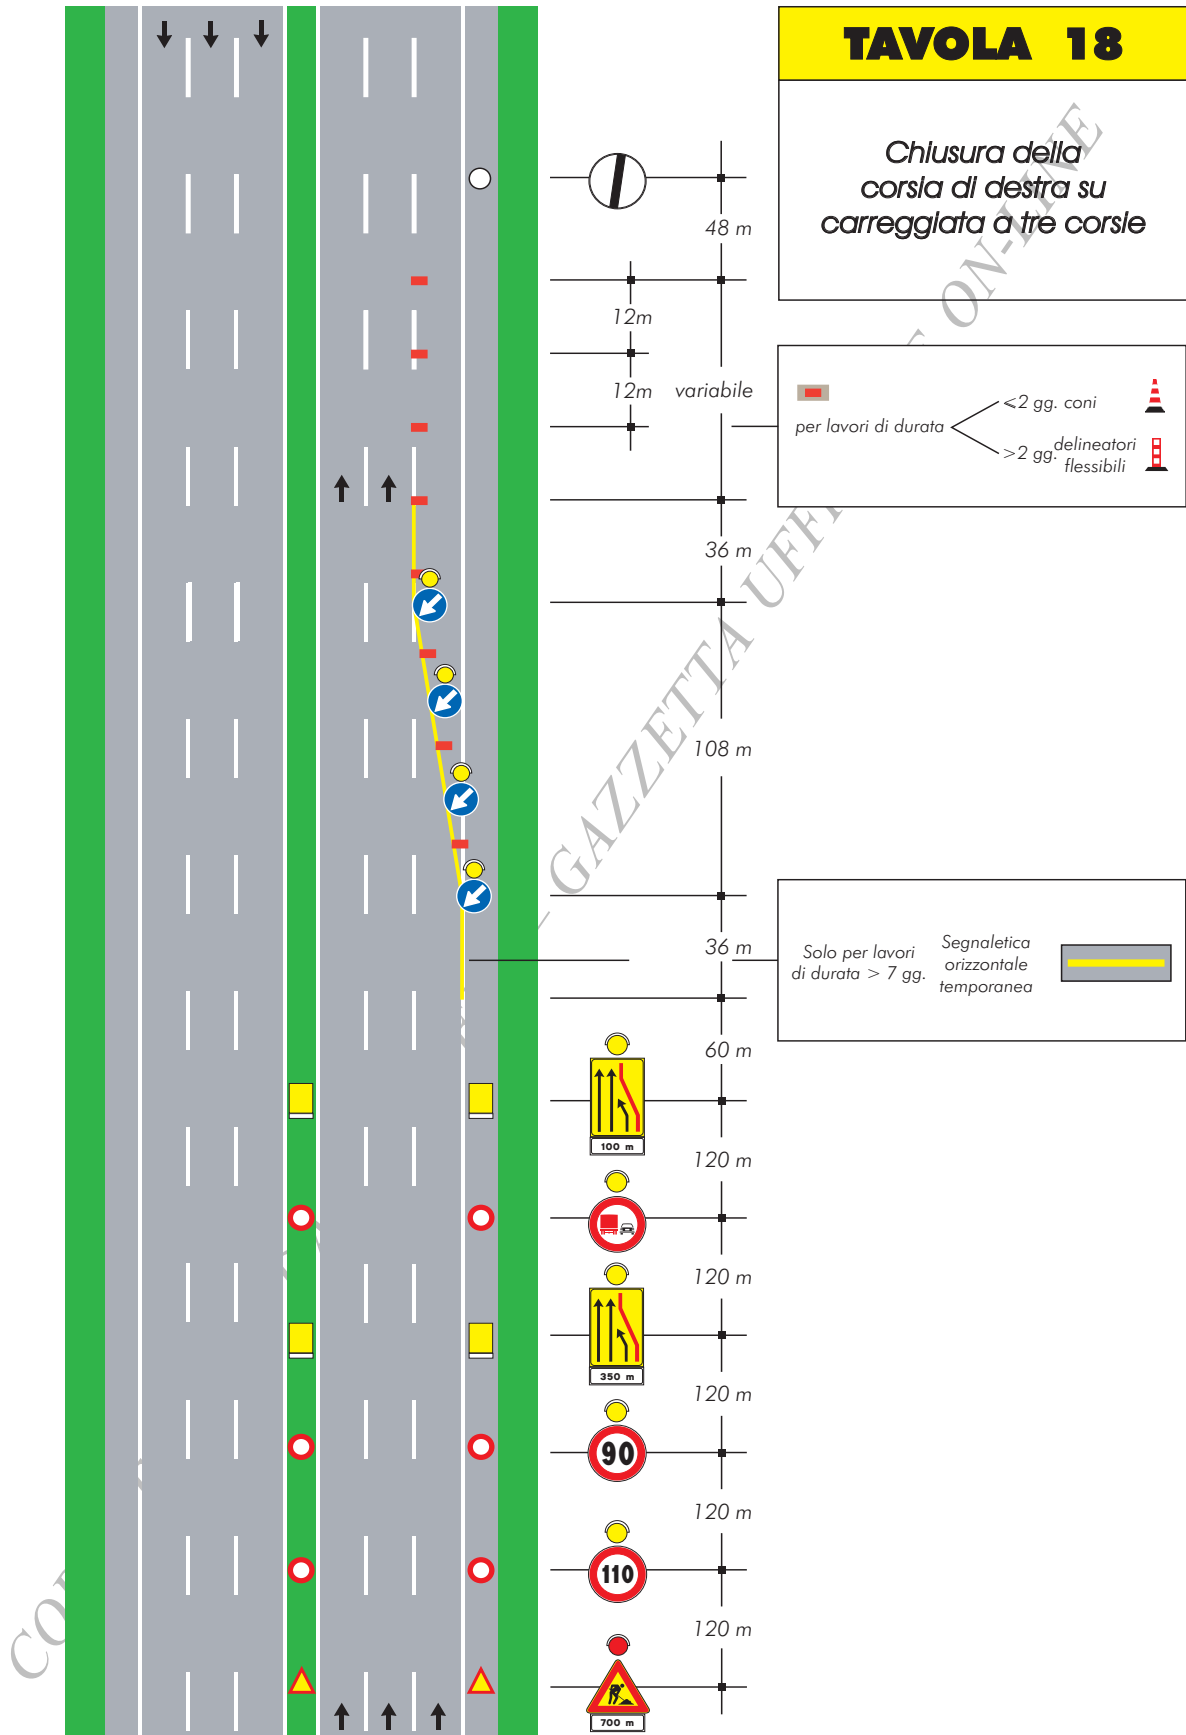 TAVOLA 18
Chiusura della
corsia di destra su
carreggiata a tre corsie
48 m
12m
12m
variabile
per lavori di durata
<2 gg. coni
>2 gg. delineatori
flessibili
36 m
108 m
36 m
Solo per lavori
di durata > 7 gg.
Segnaletica
orizzontale
temporanea
60 m
100 m
120 m
120 m
350 m
120 m
90
120 m
110
120 m
700 m
GAZZETTA UFFI
ON-LINE